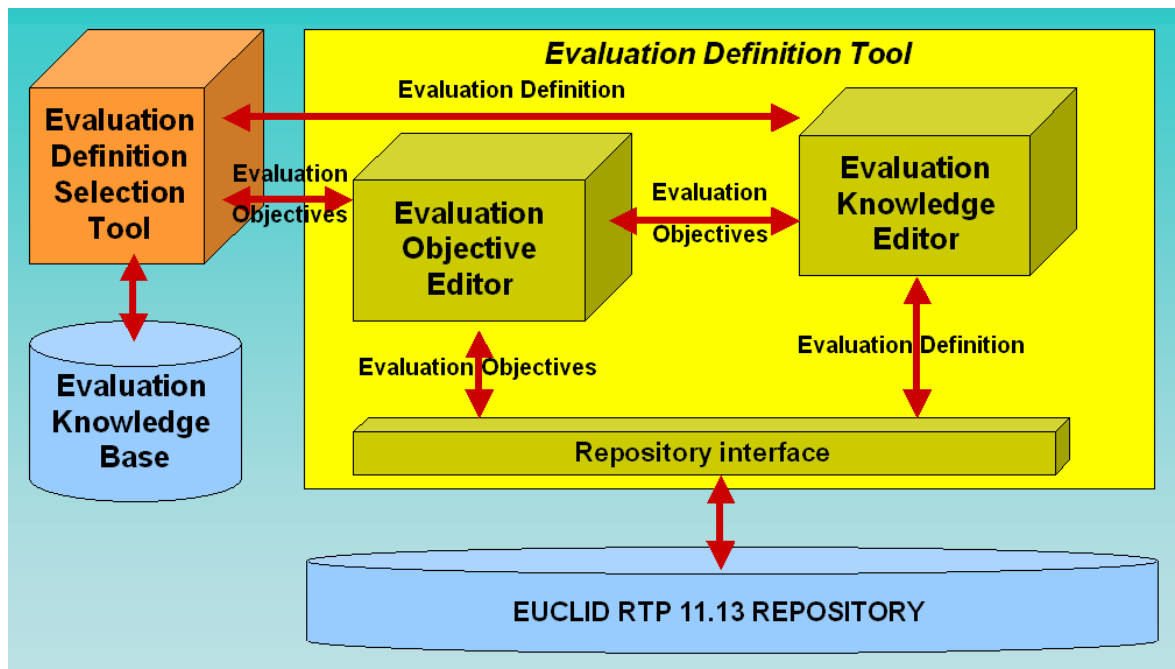 Evaluation Definition Tool
Evaluation Definition
Evaluation
Definition
Selection
Tool
Evaluation
Objectives
Evaluation
Objective
Editor
Evaluation
Objectives
Evaluation
Knowledge
Editor
Evaluation Objectives
Evaluation Definition
Evaluation
Knowledge
Base
Repository interface
EUCLID RTP 11.13 REPOSITORY